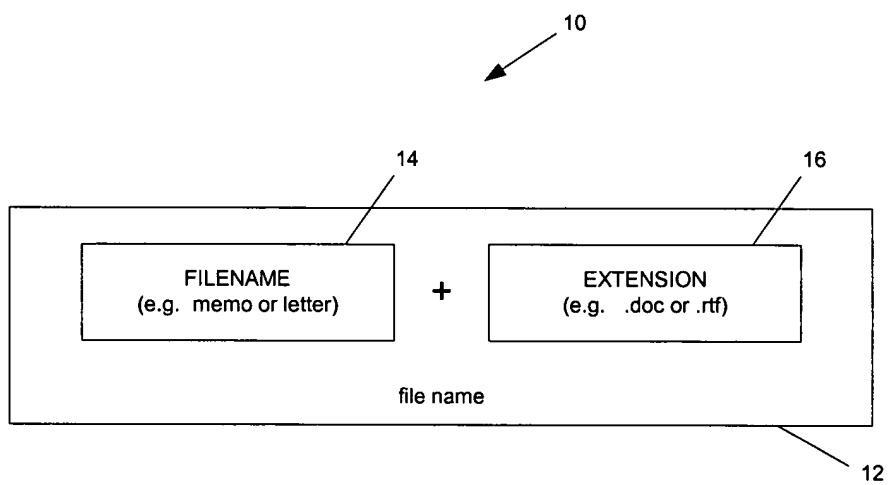 10
14
16
FILENAME
(e.g. memo or letter)
+
EXTENSION
(e.g. .doc or .rtf)
file name
12